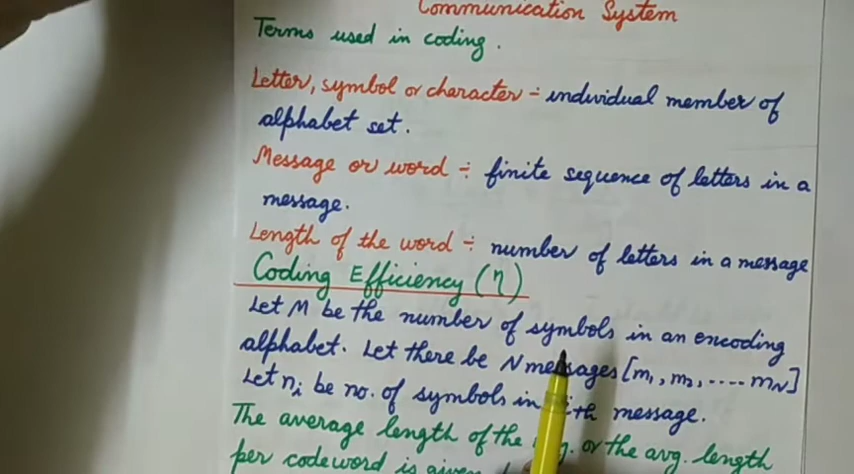 Communication System
Terms used in coding.
Letter, symbol or character ÷ individual member of
alphabet set.
Message or word ÷ finite sequence of letters in a
message.
Length of the word ÷ number of letters in a message
Coding Efficiency (η)
Let M be the number of symbols in an encoding
alphabet. Let there be N messages [m₁, m₂, ..... m_N]
Let nᵢ be no. of symbols in ith message.
The average length of the or the avg. length
per codeword is given